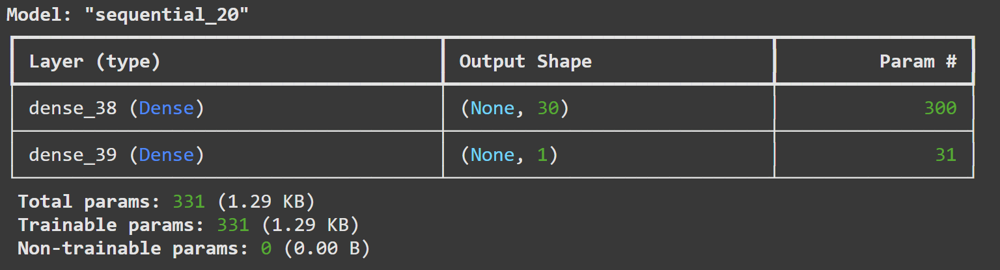 Model: "sequential_20"
Layer (type) Output Shape Param #
dense_38 (Dense) (None, 30) 300
dense_39 (Dense) (None, 1) 31
Total params: 331 (1.29 KB)
Trainable params: 331 (1.29 KB)
Non-trainable params: 0 (0.00 B)